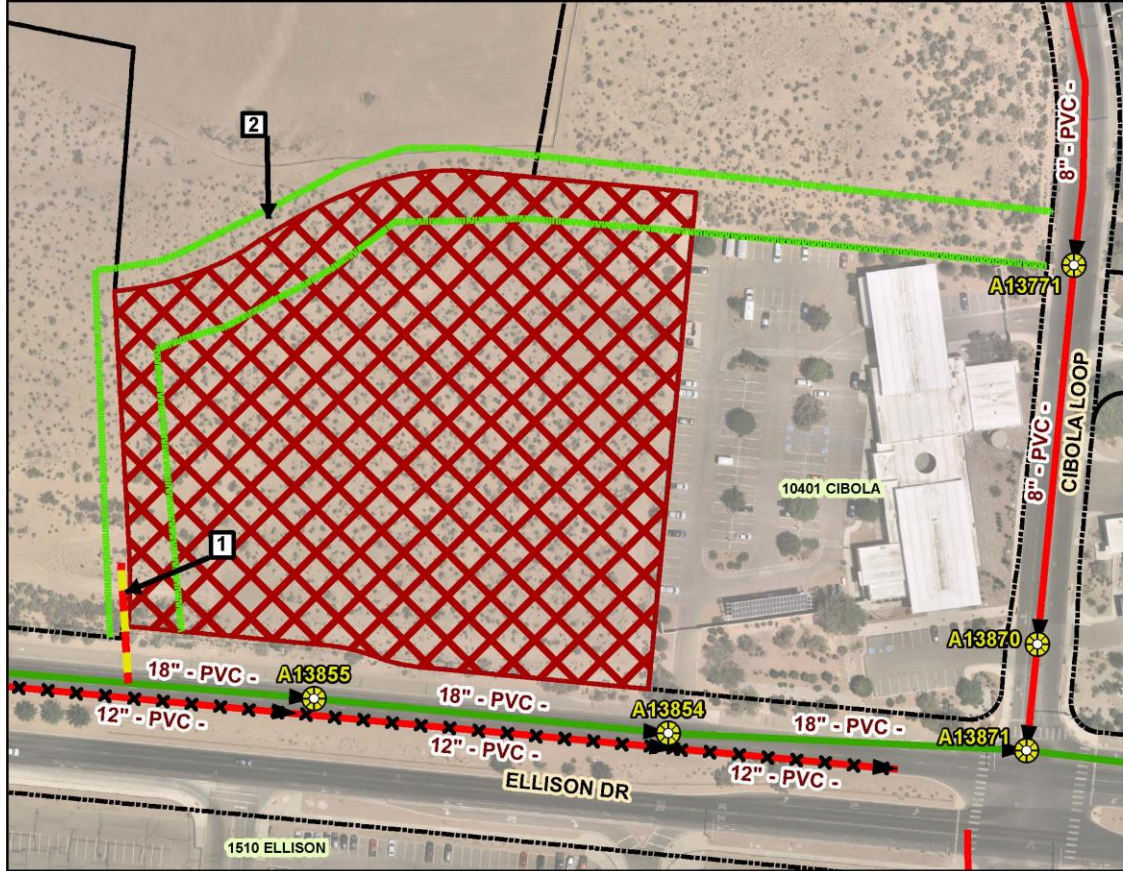 2
8" - PVC -
A13771
8" - PVC -
CIBOLA LOOP
10401 CIBOLA
1
A13870
18" - PVC -
A13855
18" - PVC -
A13854
18" - PVC -
A13871
12" - PVC -
12" - PVC -
12" - PVC -
ELLISON DR
1510 ELLISON